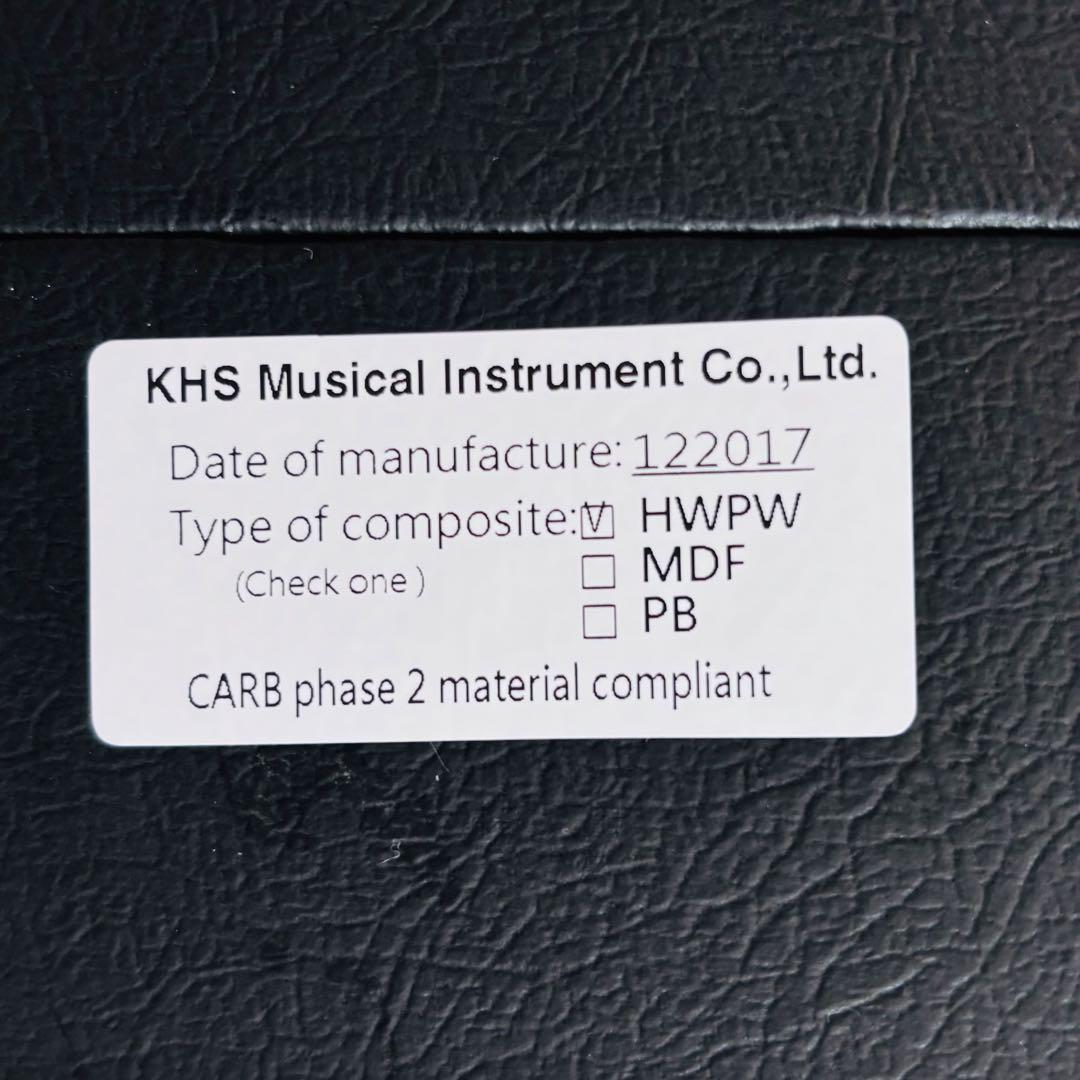 KHS Musical Instrument Co.,Ltd.
Date of manufacture: 122017
Type of composite:☑ HWPW
(Check one) ☐ MDF
☐ PB
CARB phase 2 material compliant